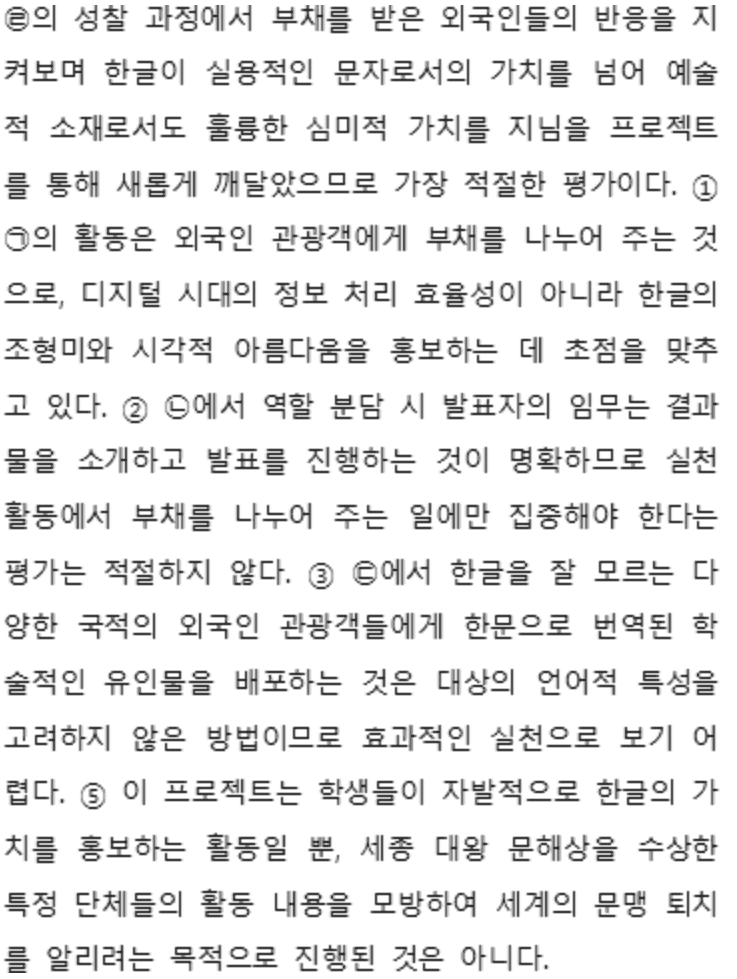 ㉣의 성찰 과정에서 부채를 받은 외국인들의 반응을 지
켜보며 한글이 실용적인 문자로서의 가치를 넘어 예술
적 소재로서도 훌륭한 심미적 가치를 지님을 프로젝트
를 통해 새롭게 깨달았으므로 가장 적절한 평가이다. ①
㉠의 활동은 외국인 관광객에게 부채를 나누어 주는 것
으로, 디지털 시대의 정보 처리 효율성이 아니라 한글의
조형미와 시각적 아름다움을 홍보하는 데 초점을 맞추
고 있다. ② ㉡에서 역할 분담 시 발표자의 임무는 결과
물을 소개하고 발표를 진행하는 것이 명확하므로 실천
활동에서 부채를 나누어 주는 일에만 집중해야 한다는
평가는 적절하지 않다. ③ ㉢에서 한글을 잘 모르는 다
양한 국적의 외국인 관광객들에게 한문으로 번역된 학
술적인 유인물을 배포하는 것은 대상의 언어적 특성을
고려하지 않은 방법이므로 효과적인 실천으로 보기 어
렵다. ⑤ 이 프로젝트는 학생들이 자발적으로 한글의 가
치를 홍보하는 활동일 뿐, 세종 대왕 문해상을 수상한
특정 단체들의 활동 내용을 모방하여 세계의 문맹 퇴치
를 알리려는 목적으로 진행된 것은 아니다.